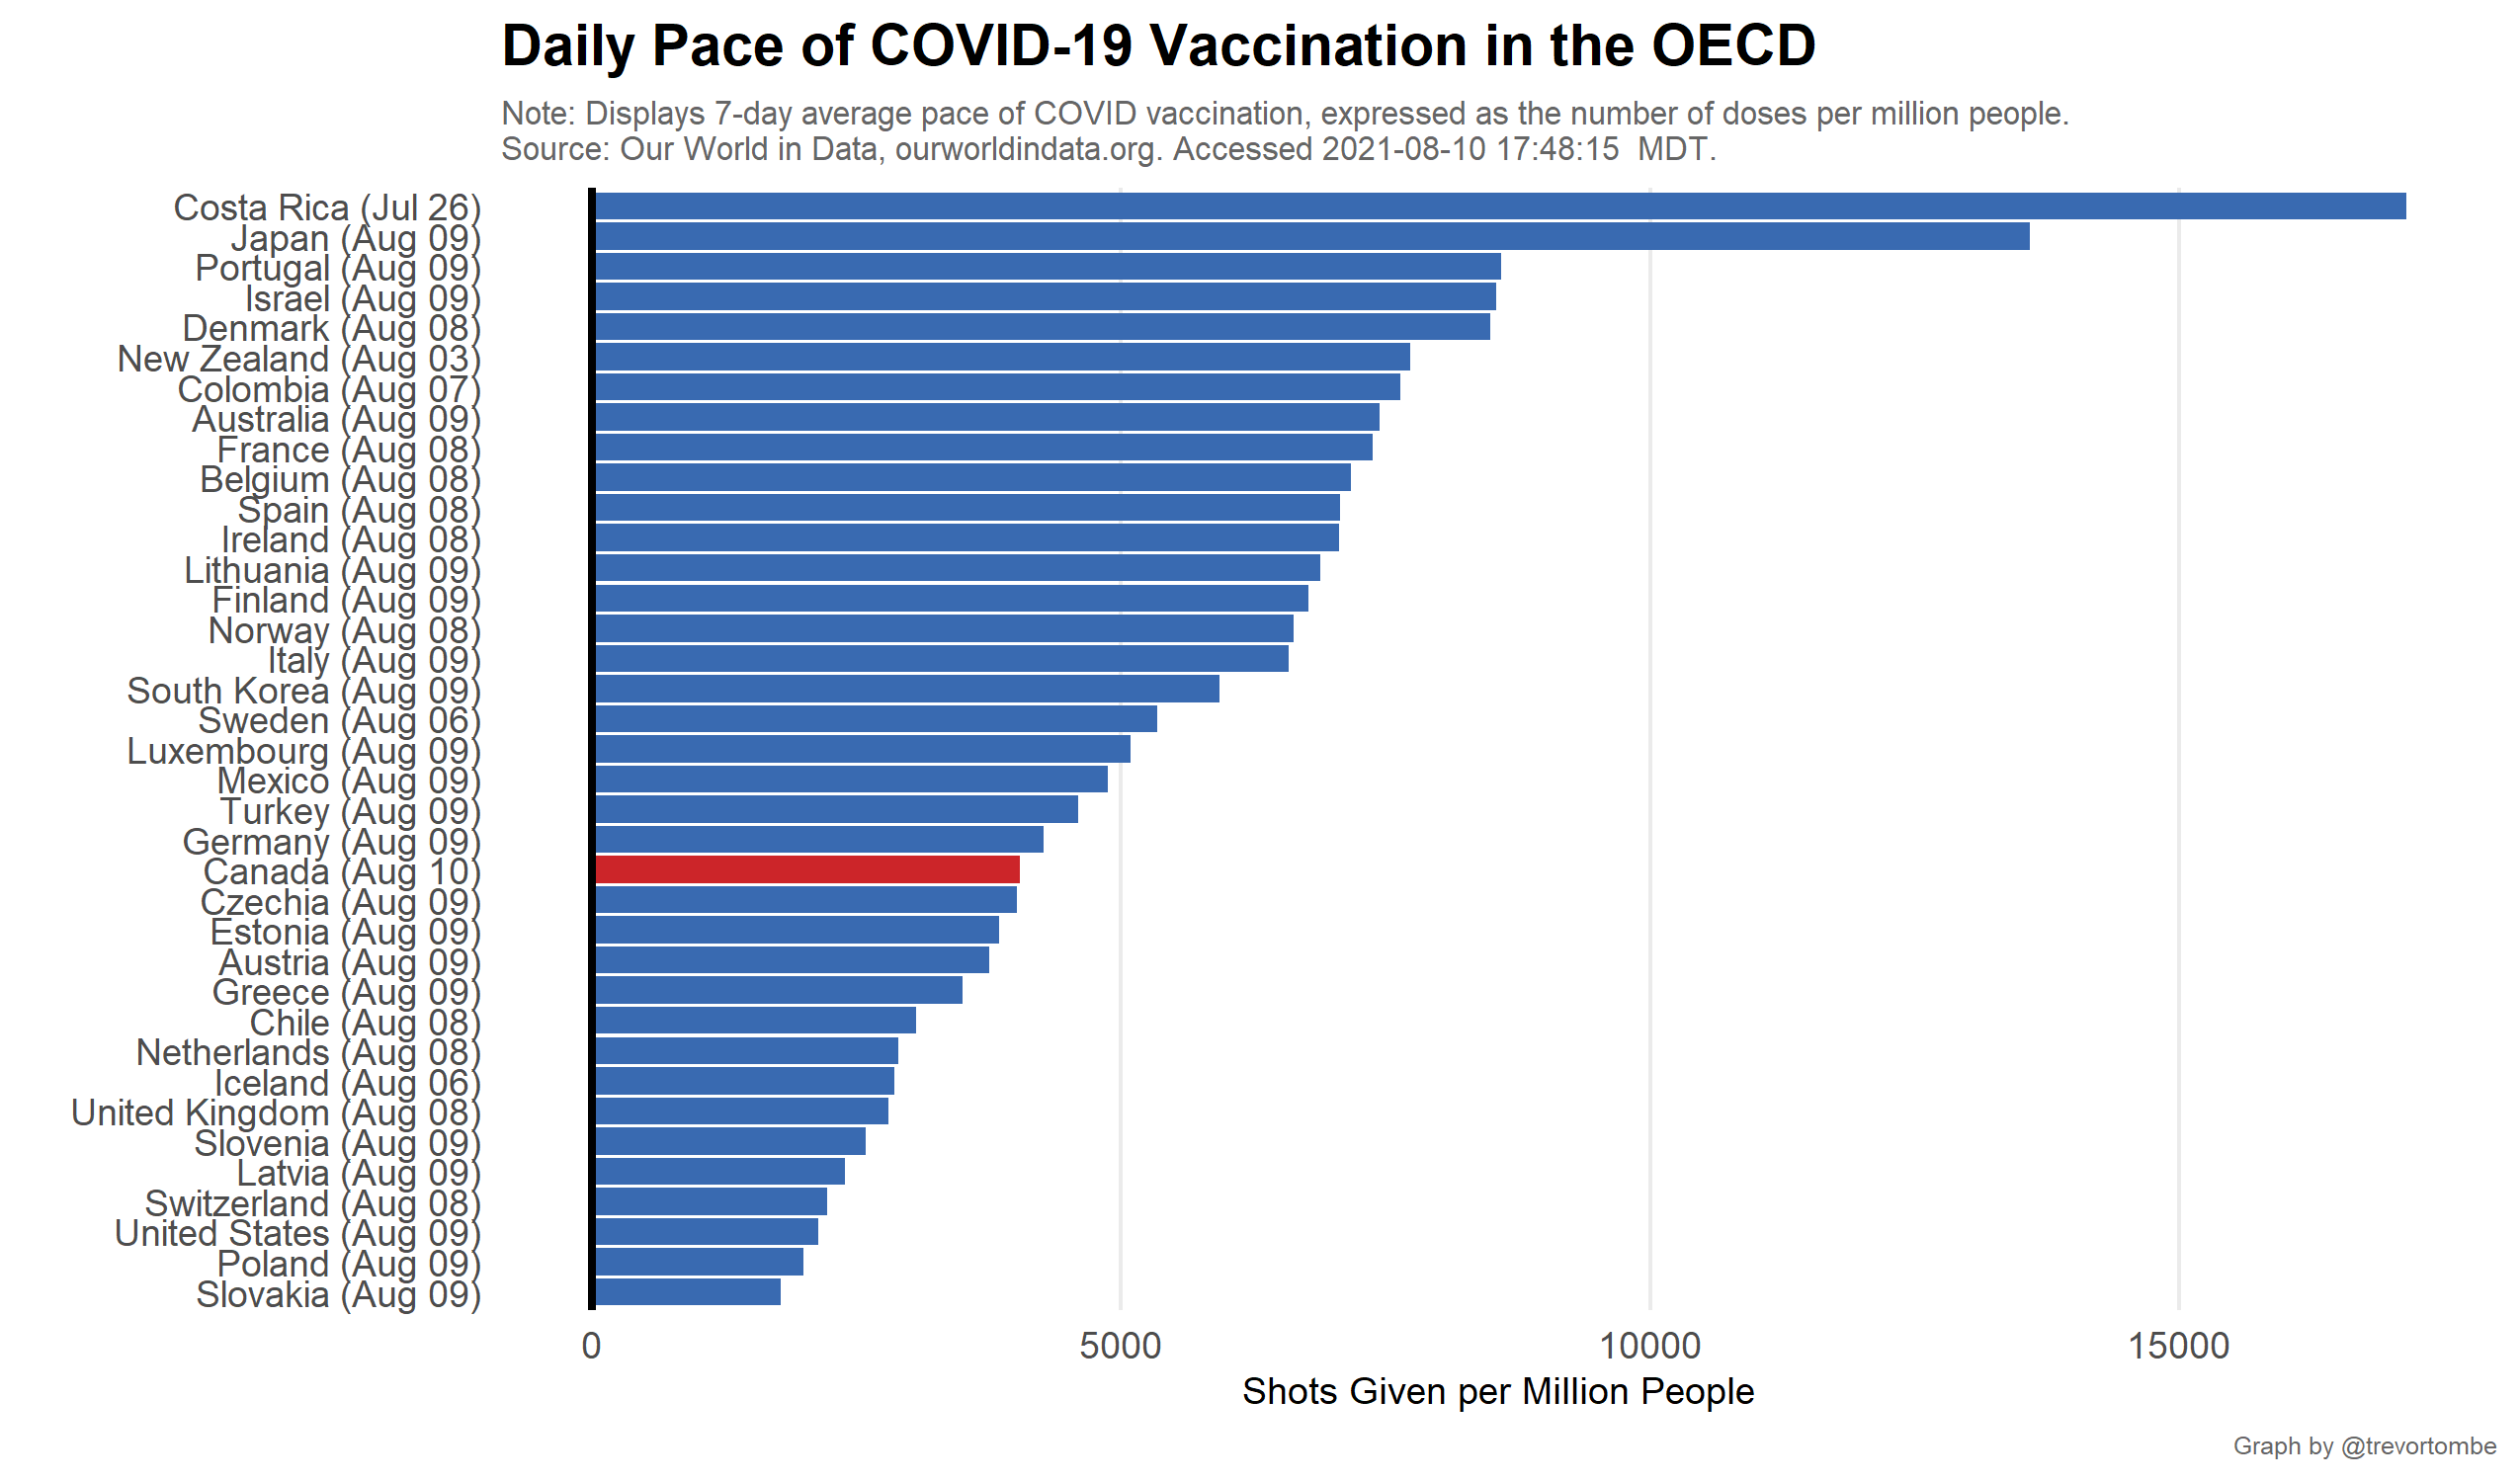 Daily Pace of COVID-19 Vaccination in the OECD
Note: Displays 7-day average pace of COVID vaccination, expressed as the number of doses per million people.
Source: Our World in Data, ourworldindata.org. Accessed 2021-08-10 17:48:15  MDT.
Costa Rica (Jul 26)
Japan (Aug 09)
Portugal (Aug 09)
Israel (Aug 09)
Denmark (Aug 08)
New Zealand (Aug 03)
Colombia (Aug 07)
Australia (Aug 09)
France (Aug 08)
Belgium (Aug 08)
Spain (Aug 08)
Ireland (Aug 08)
Lithuania (Aug 09)
Finland (Aug 09)
Norway (Aug 08)
Italy (Aug 09)
South Korea (Aug 09)
Sweden (Aug 06)
Luxembourg (Aug 09)
Mexico (Aug 09)
Turkey (Aug 09)
Germany (Aug 09)
Canada (Aug 10)
Czechia (Aug 09)
Estonia (Aug 09)
Austria (Aug 09)
Greece (Aug 09)
Chile (Aug 08)
Netherlands (Aug 08)
Iceland (Aug 06)
United Kingdom (Aug 08)
Slovenia (Aug 09)
Latvia (Aug 09)
Switzerland (Aug 08)
United States (Aug 09)
Poland (Aug 09)
Slovakia (Aug 09)
0 5000 10000 15000
Shots Given per Million People
Graph by @trevortombe